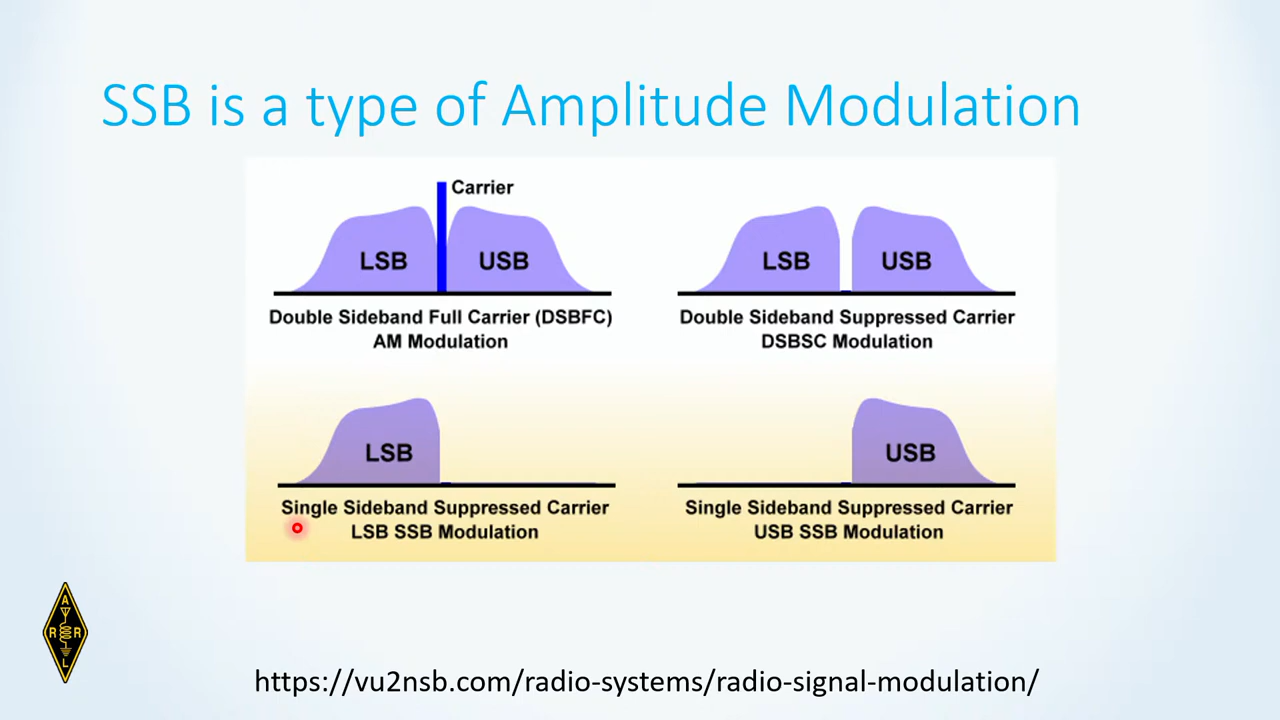 SSB is a type of Amplitude Modulation
Carrier
LSB
USB
Double Sideband Full Carrier (DSBFC)
AM Modulation
LSB
USB
Double Sideband Suppressed Carrier
DSBSC Modulation
LSB
Single Sideband Suppressed Carrier
LSB SSB Modulation
USB
Single Sideband Suppressed Carrier
USB SSB Modulation
A
R R
L
https://vu2nsb.com/radio-systems/radio-signal-modulation/